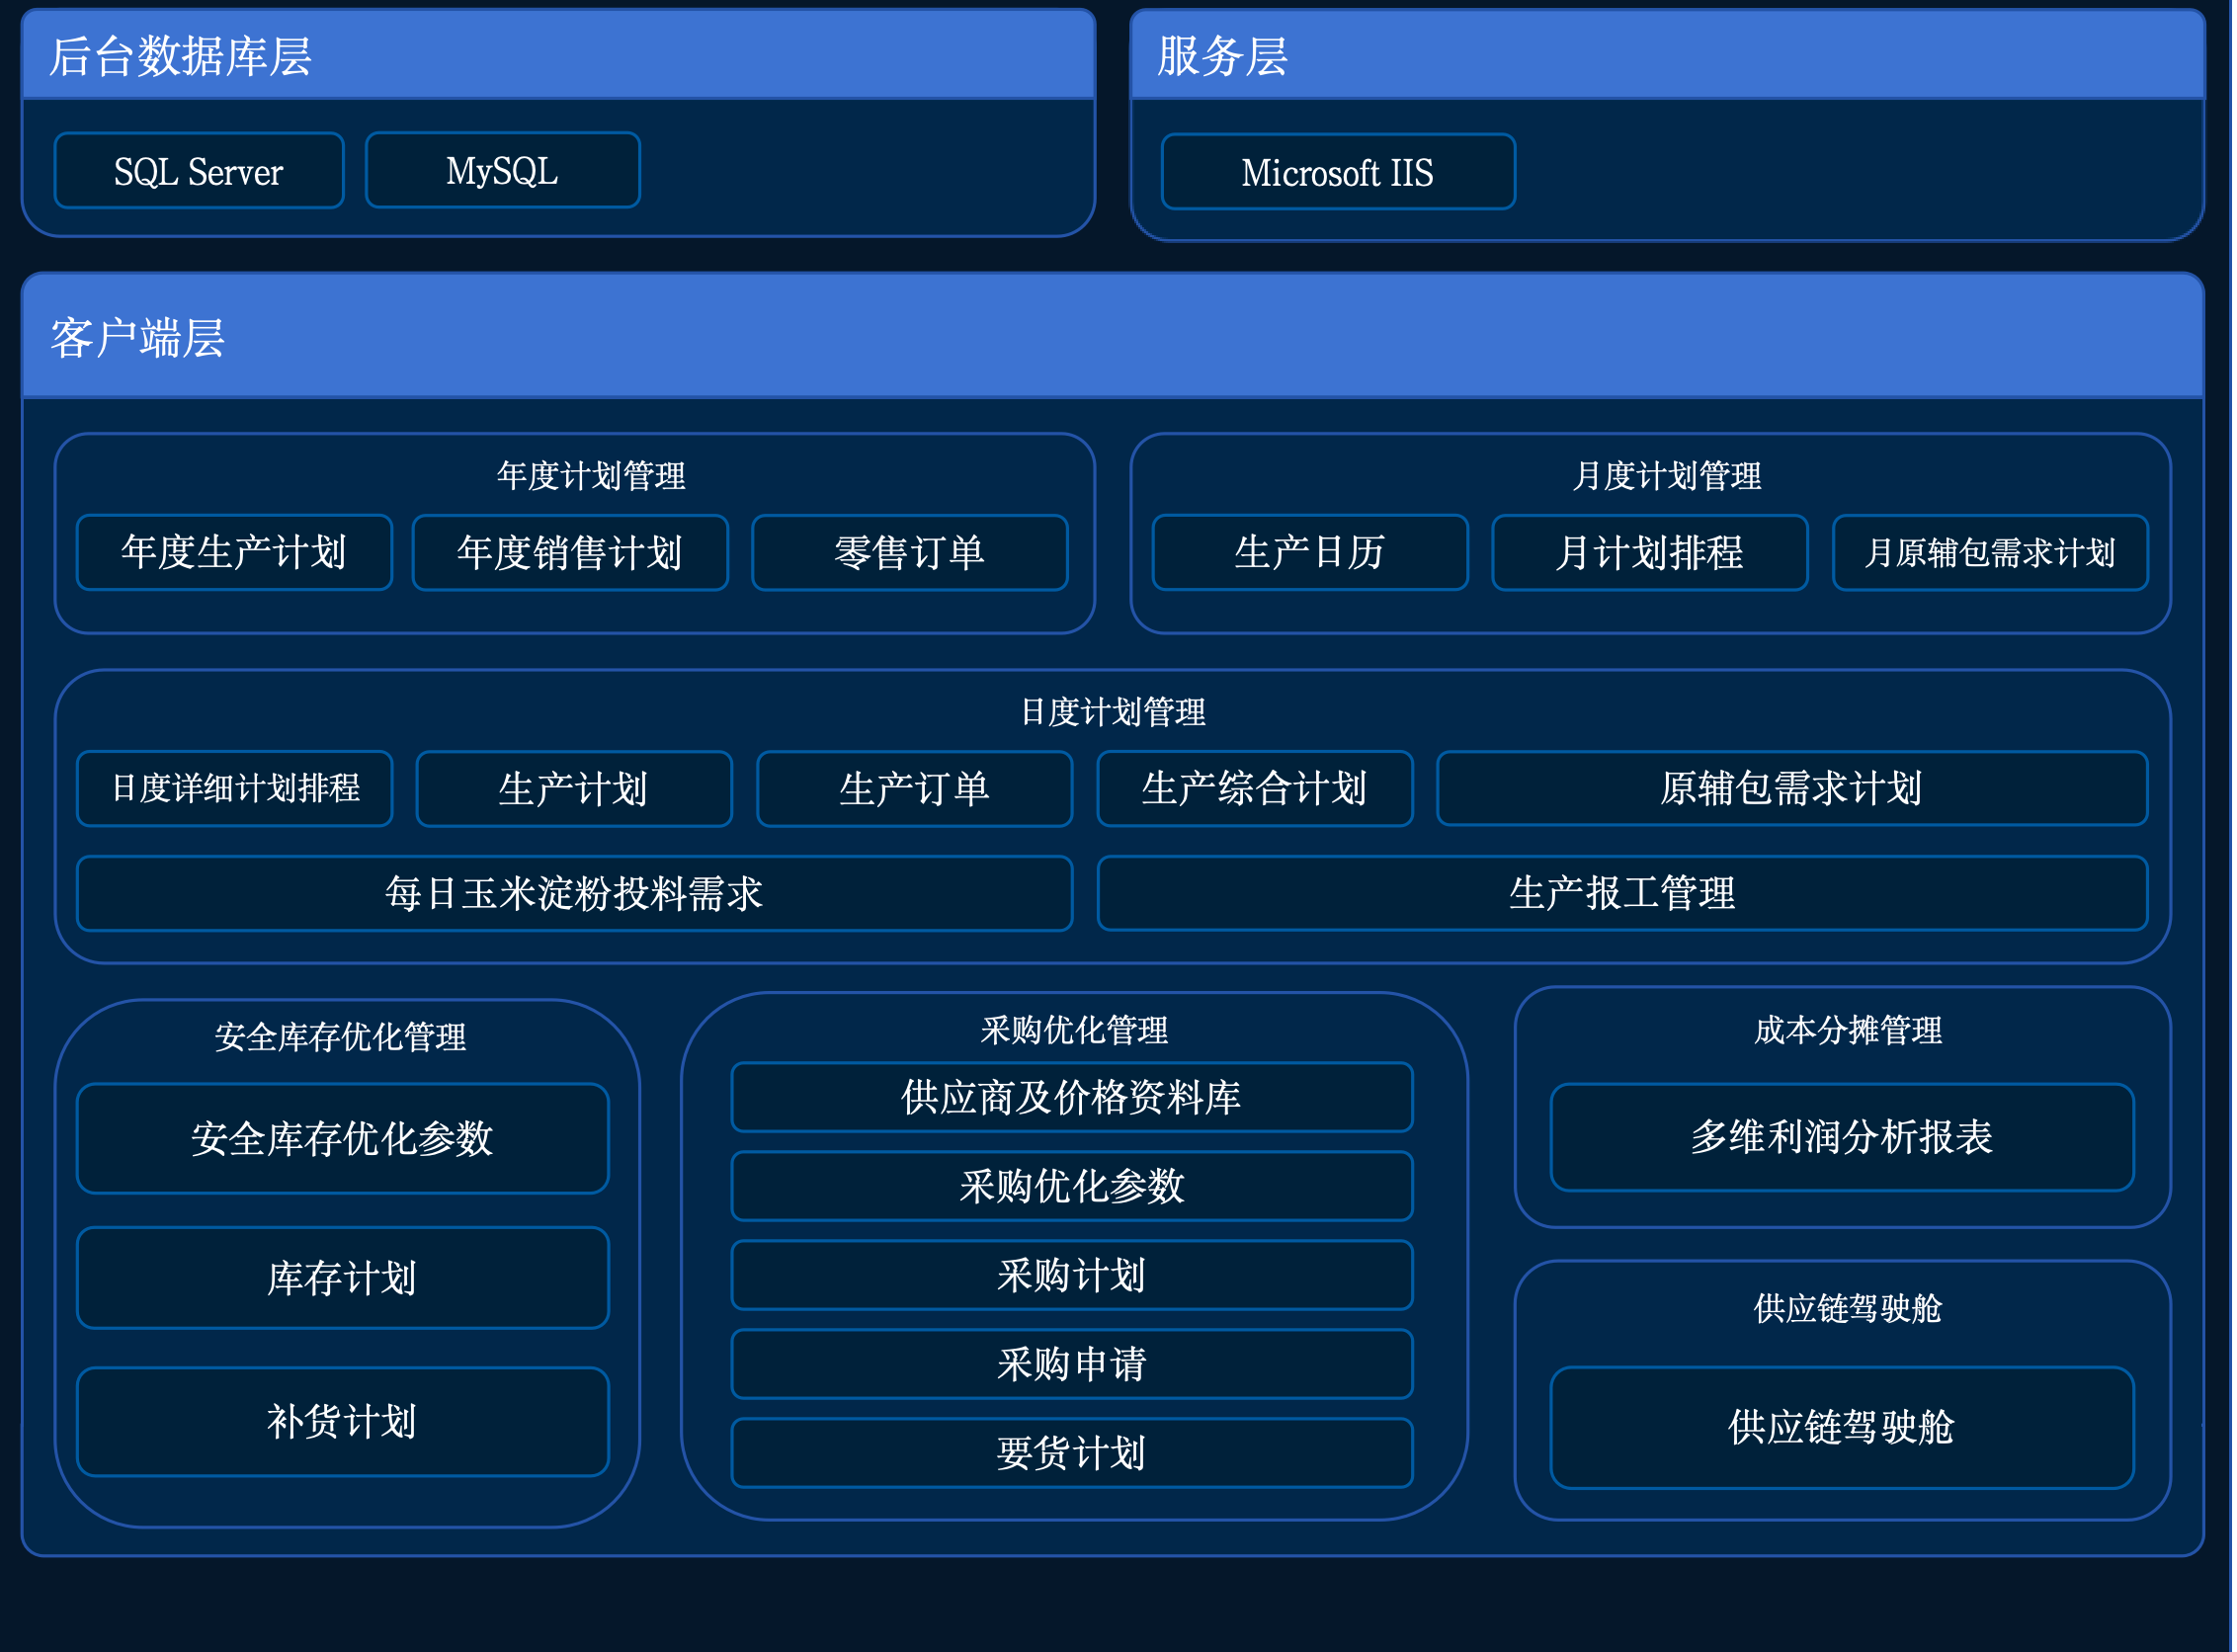 后台数据库层
服务层
SQL Server
MySQL
Microsoft IIS
客户端层
年度计划管理
年度生产计划
年度销售计划
零售订单
月度计划管理
生产日历
月计划排程
月原辅包需求计划
日度计划管理
日度详细计划排程
生产计划
生产订单
生产综合计划
原辅包需求计划
每日玉米淀粉投料需求
生产报工管理
安全库存优化管理
安全库存优化参数
库存计划
补货计划
采购优化管理
供应商及价格资料库
采购优化参数
采购计划
采购申请
要货计划
成本分摊管理
多维利润分析报表
供应链驾驶舱
供应链驾驶舱